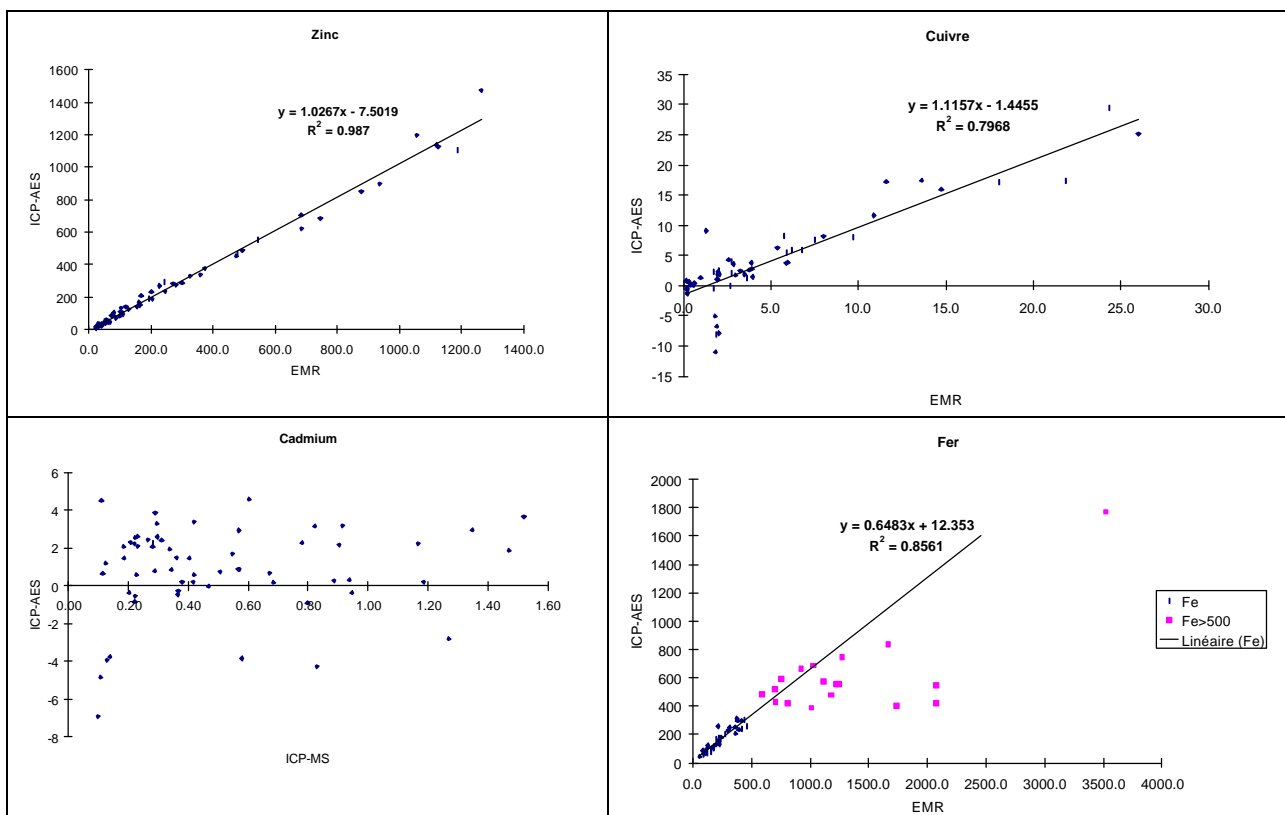 Zinc
y = 1.0267x - 7.5019
R² = 0.987
ICP-AES
1600
1400
1200
1000
800
600
400
200
0
0.0 200.0 400.0 600.0 800.0 1000.0 1200.0 1400.0
EMR
Cuivre
y = 1.1157x - 1.4455
R² = 0.7968
ICP-AES
35
30
25
20
15
10
5
0
-5
-10
-15
0.0 5.0 10.0 15.0 20.0 25.0 30.0
EMR
Cadmium
ICP-AES
6
4
2
0
-2
-4
-6
-8
0.00 0.20 0.40 0.60 0.80 1.00 1.20 1.40 1.60
ICP-MS
Fer
y = 0.6483x + 12.353
R² = 0.8561
ICP-AES
2000
1800
1600
1400
1200
1000
800
600
400
200
0
0.0 500.0 1000.0 1500.0 2000.0 2500.0 3000.0 3500.0 4000.0
EMR
Fe
Fe>500
Linéaire (Fe)